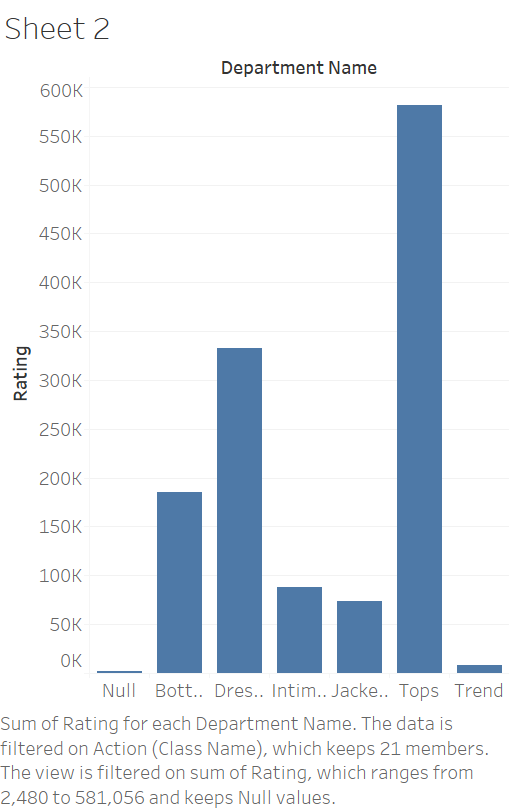 Sheet 2
Department Name
600K
550K
500K
450K
400K
350K
300K
250K
200K
150K
100K
50K
0K
Rating
Null Bott.. Dres.. Intim.. Jacke.. Tops Trend
Sum of Rating for each Department Name. The data is
filtered on Action (Class Name), which keeps 21 members.
The view is filtered on sum of Rating, which ranges from
2,480 to 581,056 and keeps Null values.